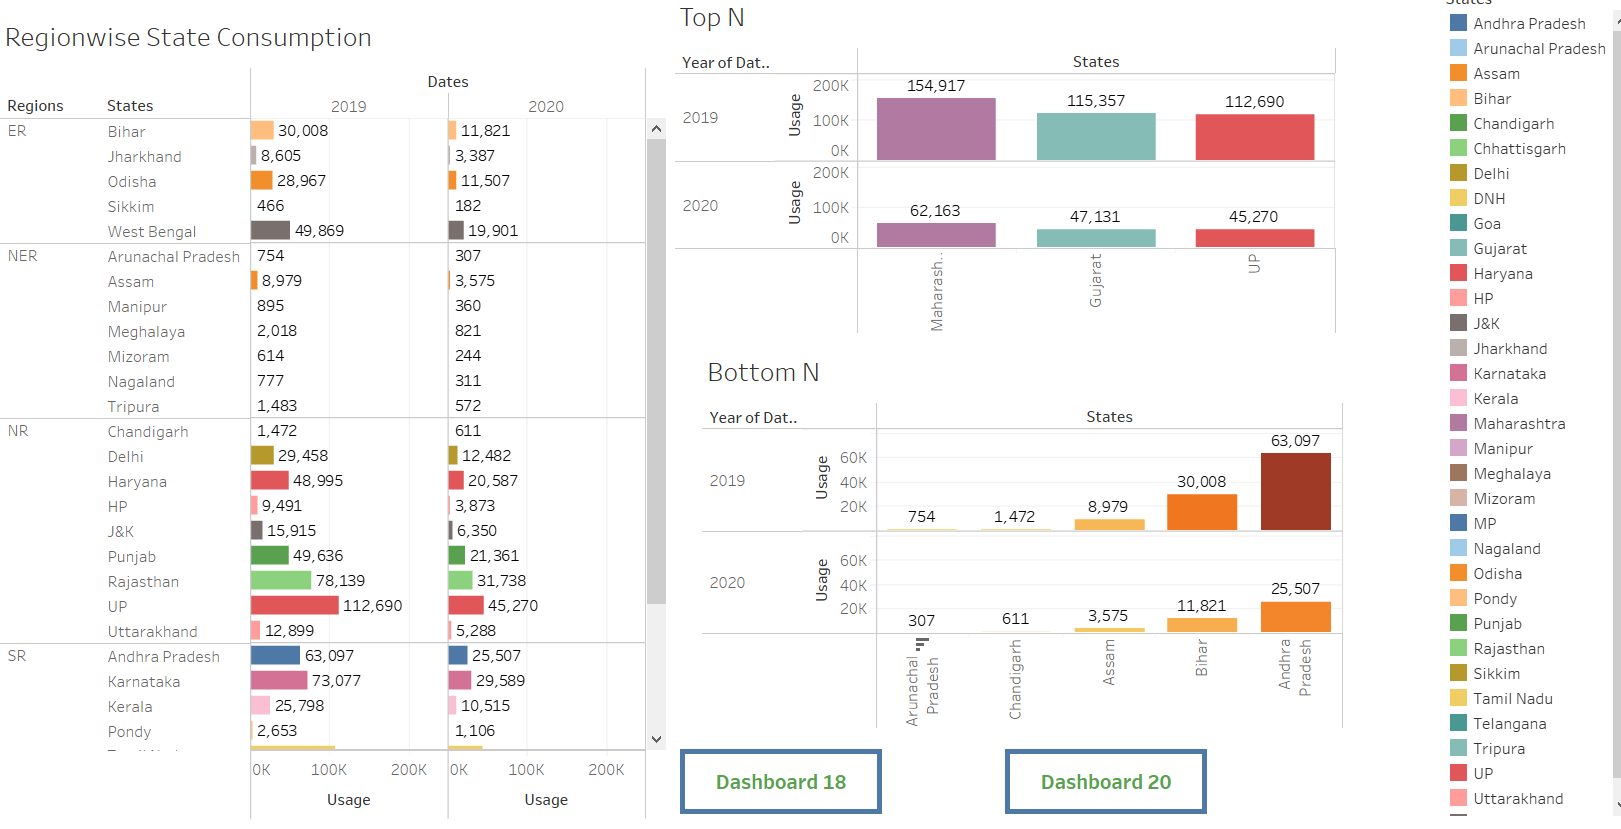 Regionwise State Consumption
Dates
Regions States 2019 2020
ER Bihar 30,008 11,821
Jharkhand 8,605 3,387
Odisha 28,967 11,507
Sikkim 466 182
West Bengal 49,869 19,901
NER Arunachal Pradesh 754 307
Assam 8,979 3,575
Manipur 895 360
Meghalaya 2,018 821
Mizoram 614 244
Nagaland 777 311
Tripura 1,483 572
NR Chandigarh 1,472 611
Delhi 29,458 12,482
Haryana 48,995 20,587
HP 9,491 3,873
J&K 15,915 6,350
Punjab 49,636 21,361
Rajasthan 78,139 31,738
UP 112,690 45,270
Uttarakhand 12,899 5,288
SR Andhra Pradesh 63,097 25,507
Karnataka 73,077 29,589
Kerala 25,798 10,515
Pondy 2,653 1,106
0K 100K 200K 0K 100K 200K
Usage Usage
Top N
Year of Dat.. States
2019 Usage 200K 100K 0K 154,917 115,357 112,690
2020 Usage 200K 100K 0K 62,163 47,131 45,270
Maharash.. Gujarat UP
Bottom N
Year of Dat.. States
2019 Usage 60K 40K 20K 754 1,472 8,979 30,008 63,097
2020 Usage 60K 40K 20K 307 611 3,575 11,821 25,507
Arunachal Pradesh Chandigarh Assam Bihar Andhra Pradesh
Dashboard 18
Dashboard 20
States
Andhra Pradesh
Arunachal Pradesh
Assam
Bihar
Chandigarh
Chhattisgarh
Delhi
DNH
Goa
Gujarat
Haryana
HP
J&K
Jharkhand
Karnataka
Kerala
Maharashtra
Manipur
Meghalaya
Mizoram
MP
Nagaland
Odisha
Pondy
Punjab
Rajasthan
Sikkim
Tamil Nadu
Telangana
Tripura
UP
Uttarakhand